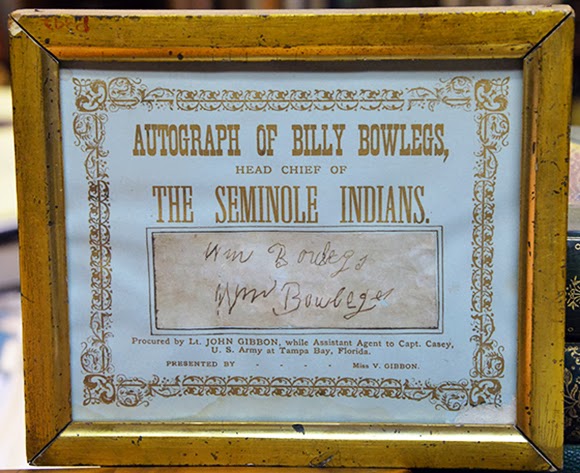 AUTOGRAPH OF BILLY BOWLEGS,
HEAD CHIEF OF
THE SEMINOLE INDIANS.
Wm Bowlegs
Wm Bowlegs
Procured by Lt. JOHN GIBBON, while Assistant Agent to Capt. Casey,
U. S. Army at Tampa Bay, Florida.
PRESENTED BY - - - - Miss V. GIBBON.